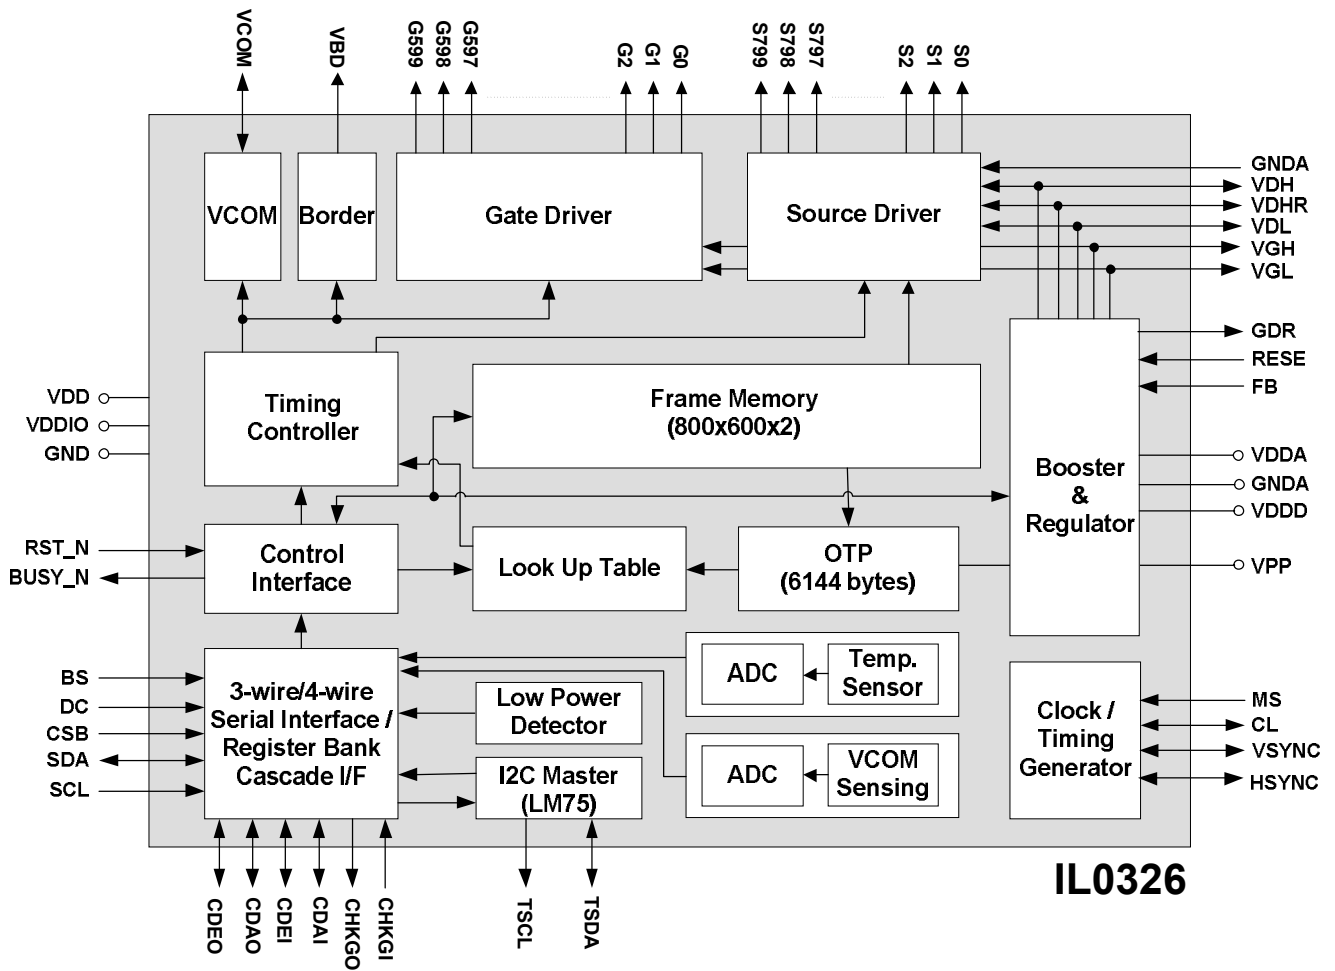 VCOM
VBD
G599
G598
G597
G2
G1
G0
S799
S798
S797
S2
S1
S0
VCOM
Border
Gate Driver
Source Driver
GNDA
VDH
VDHR
VDL
VGH
VGL
GDR
RESE
FB
VDDA
GNDA
VDDD
VPP
VDD
VDDIO
GND
Timing
Controller
Frame Memory
(800x600x2)
Booster
&
Regulator
RST_N
BUSY_N
Control
Interface
Look Up Table
OTP
(6144 bytes)
BS
DC
CSB
SDA
SCL
3-wire/4-wire
Serial Interface /
Register Bank
Cascade I/F
Low Power
Detector
I2C Master
(LM75)
ADC
Temp.
Sensor
ADC
VCOM
Sensing
Clock /
Timing
Generator
MS
CL
VSYNC
HSYNC
CDEO
CDAO
CDEI
CDAI
CHKGO
CHKGI
TSCL
TSDA
IL0326